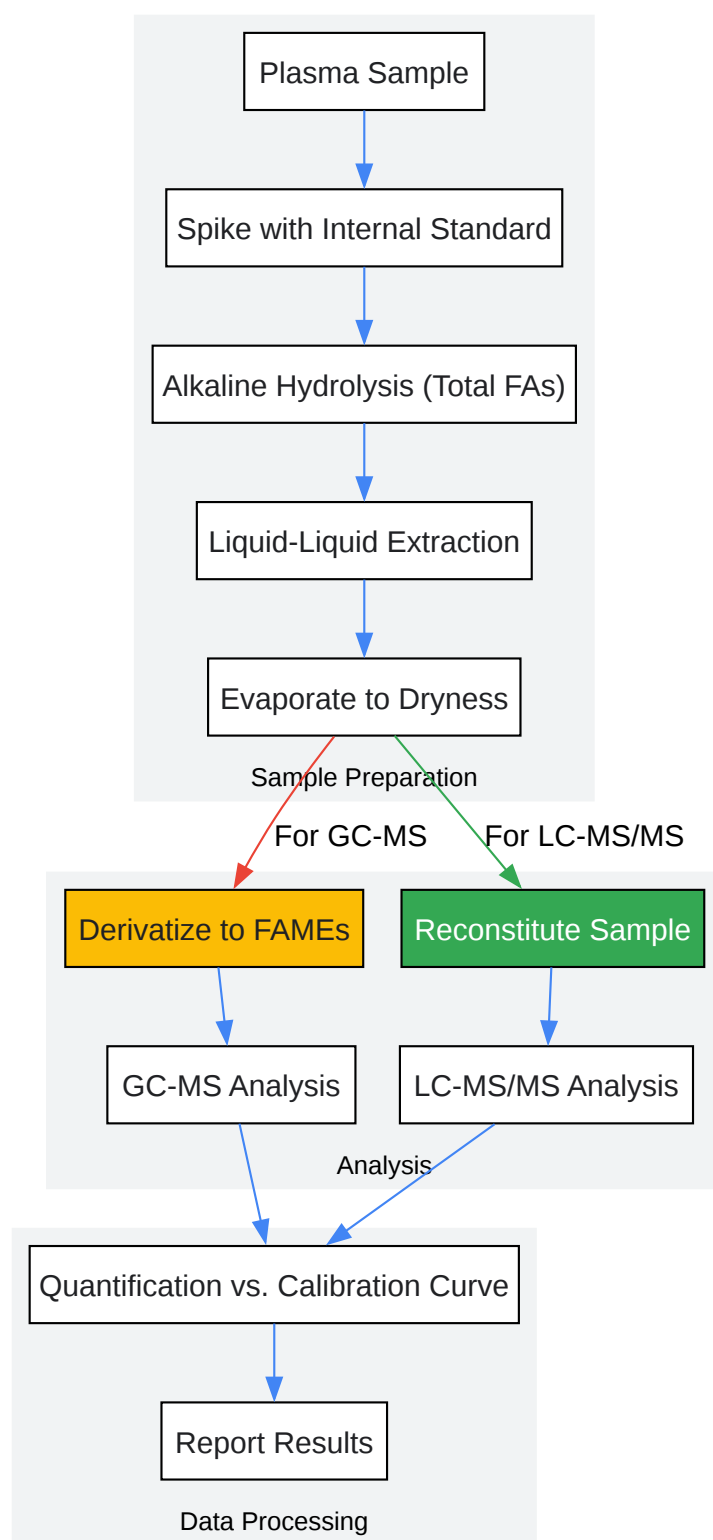 Plasma Sample
Spike with Internal Standard
Alkaline Hydrolysis (Total FAs)
Liquid-Liquid Extraction
Evaporate to Dryness
Sample Preparation
For GC-MS
For LC-MS/MS
Derivatize to FAMEs
Reconstitute Sample
GC-MS Analysis
LC-MS/MS Analysis
Analysis
Quantification vs. Calibration Curve
Report Results
Data Processing